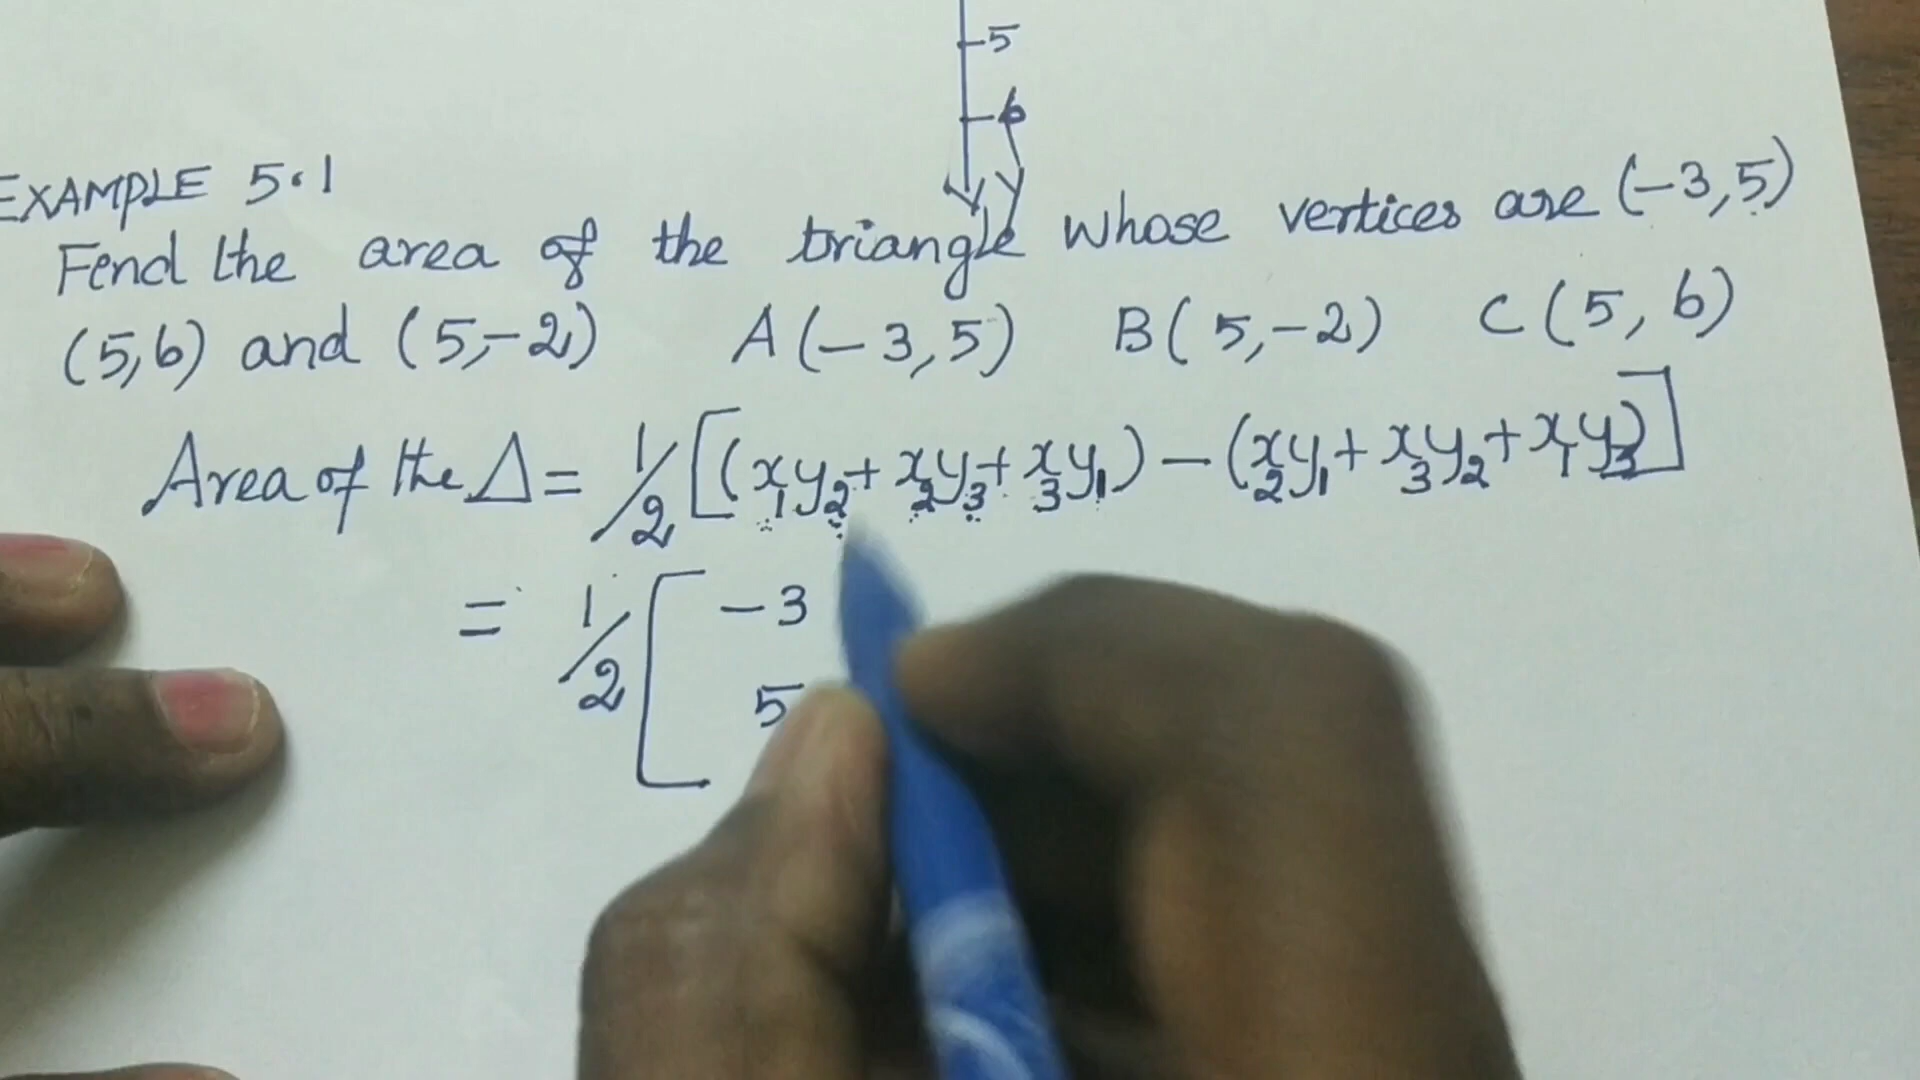 5
6
EXAMPLE 5.1
Fend the area of the triangle whose vertices are (-3,5)
(5,6) and (5,-2) A(-3,5) B(5,-2) C(5,6)
Area of the Δ = 1/2 [(x₁y₂+x₂y₃+x₃y₁)-(x₂y₁+x₃y₂+x₁y₃)]
= 1/2 [ -3
5